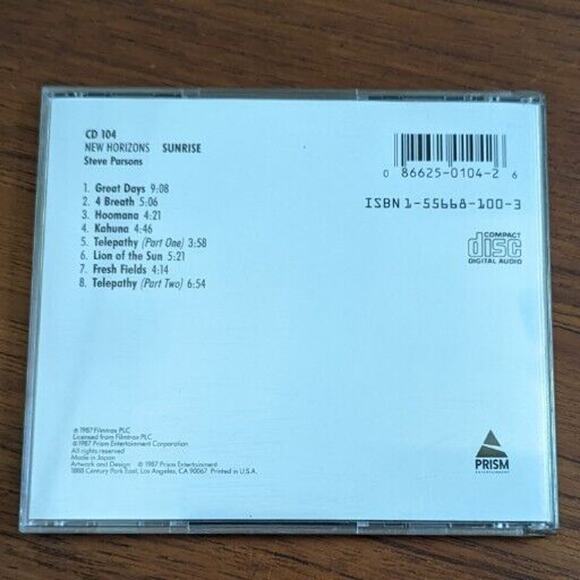 CD 104
NEW HORIZONS SUNRISE
Steve Parsons
1. Great Days 9:08
2. 4 Breath 5:06
3. Hoomana 4:21
4. Kahuna 4:21
5. Telepathy (Part One) 3:58
6. Lion of the Sun 5:21
7. Fresh Fields 4:14
8. Telepathy (Part Two) 6:54
0 86625-0104-2 6
ISBN 1-55668-100-3
COMPACT
disc
DIGITAL AUDIO
℗ 1987 Filmtrax PLC
Licensed from Filmtrax PLC
© 1987 Prism Entertainment Corporation
All rights reserved
Made in Japan
Artwork and Design © 1987 Prism Entertainment
1888 Century Park East, Los Angeles, CA 90067 Printed in U.S.A.
PRISM
ENTERTAINMENT